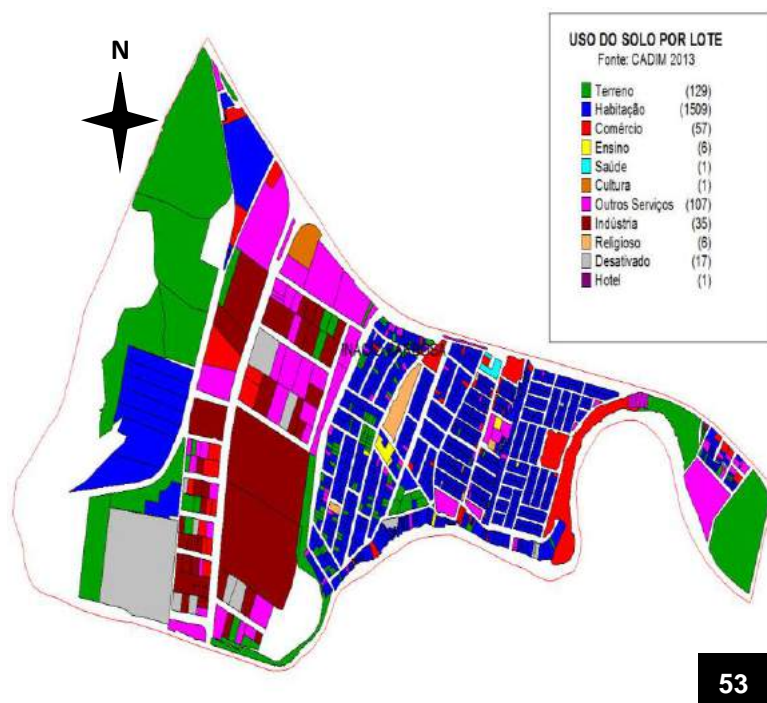 N
USO DO SOLO POR LOTE
Fonte: CADIM 2013
Terreno (129)
Habitação (1509)
Comércio (57)
Ensino (6)
Saúde (1)
Cultura (1)
Outros Serviços (107)
Indústria (35)
Religioso (6)
Desativado (17)
Hotel (1)
53